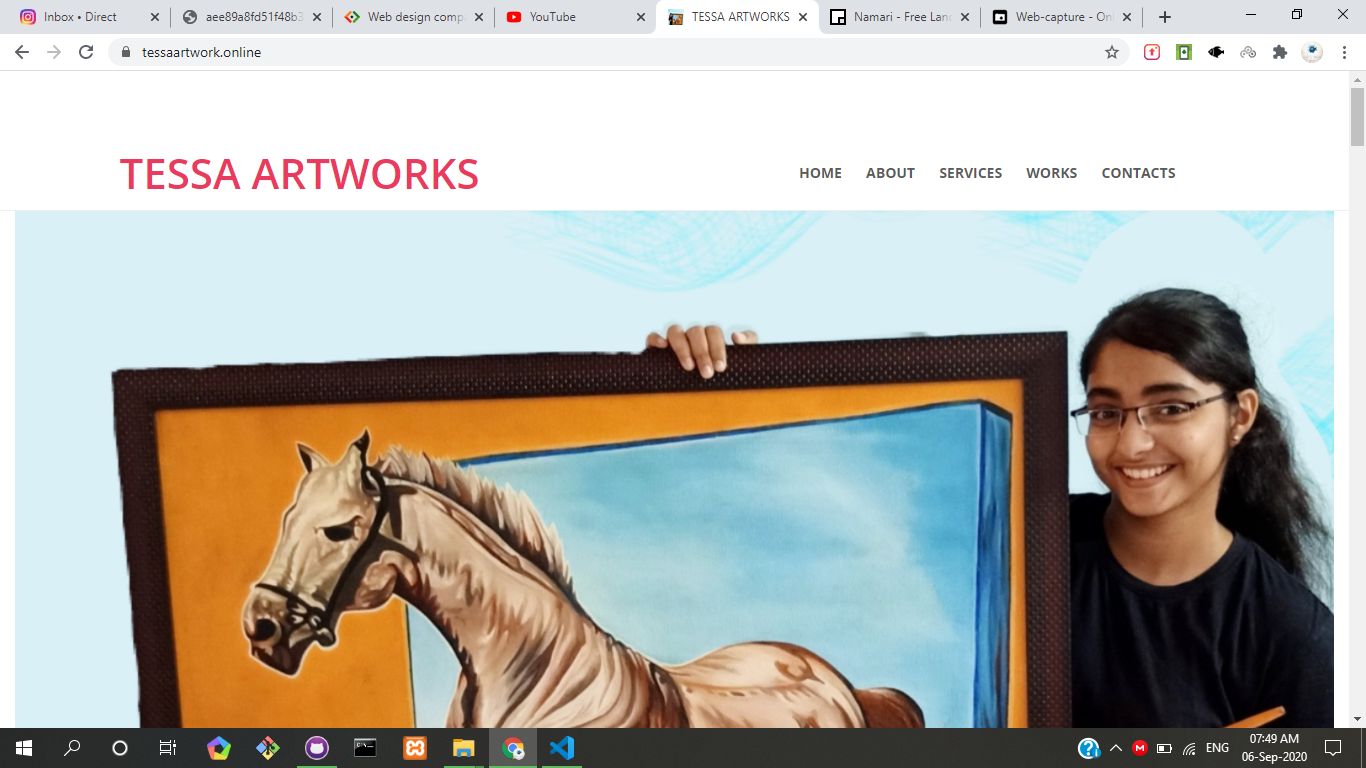 Inbox • Direct
aee89a8fd51f48b3
Web design comp
YouTube
TESSA ARTWORKS
Namari - Free Lan
Web-capture - Onl
tessaartwork.online
TESSA ARTWORKS
HOME ABOUT SERVICES WORKS CONTACTS
ENG
07:49 AM
06-Sep-2020